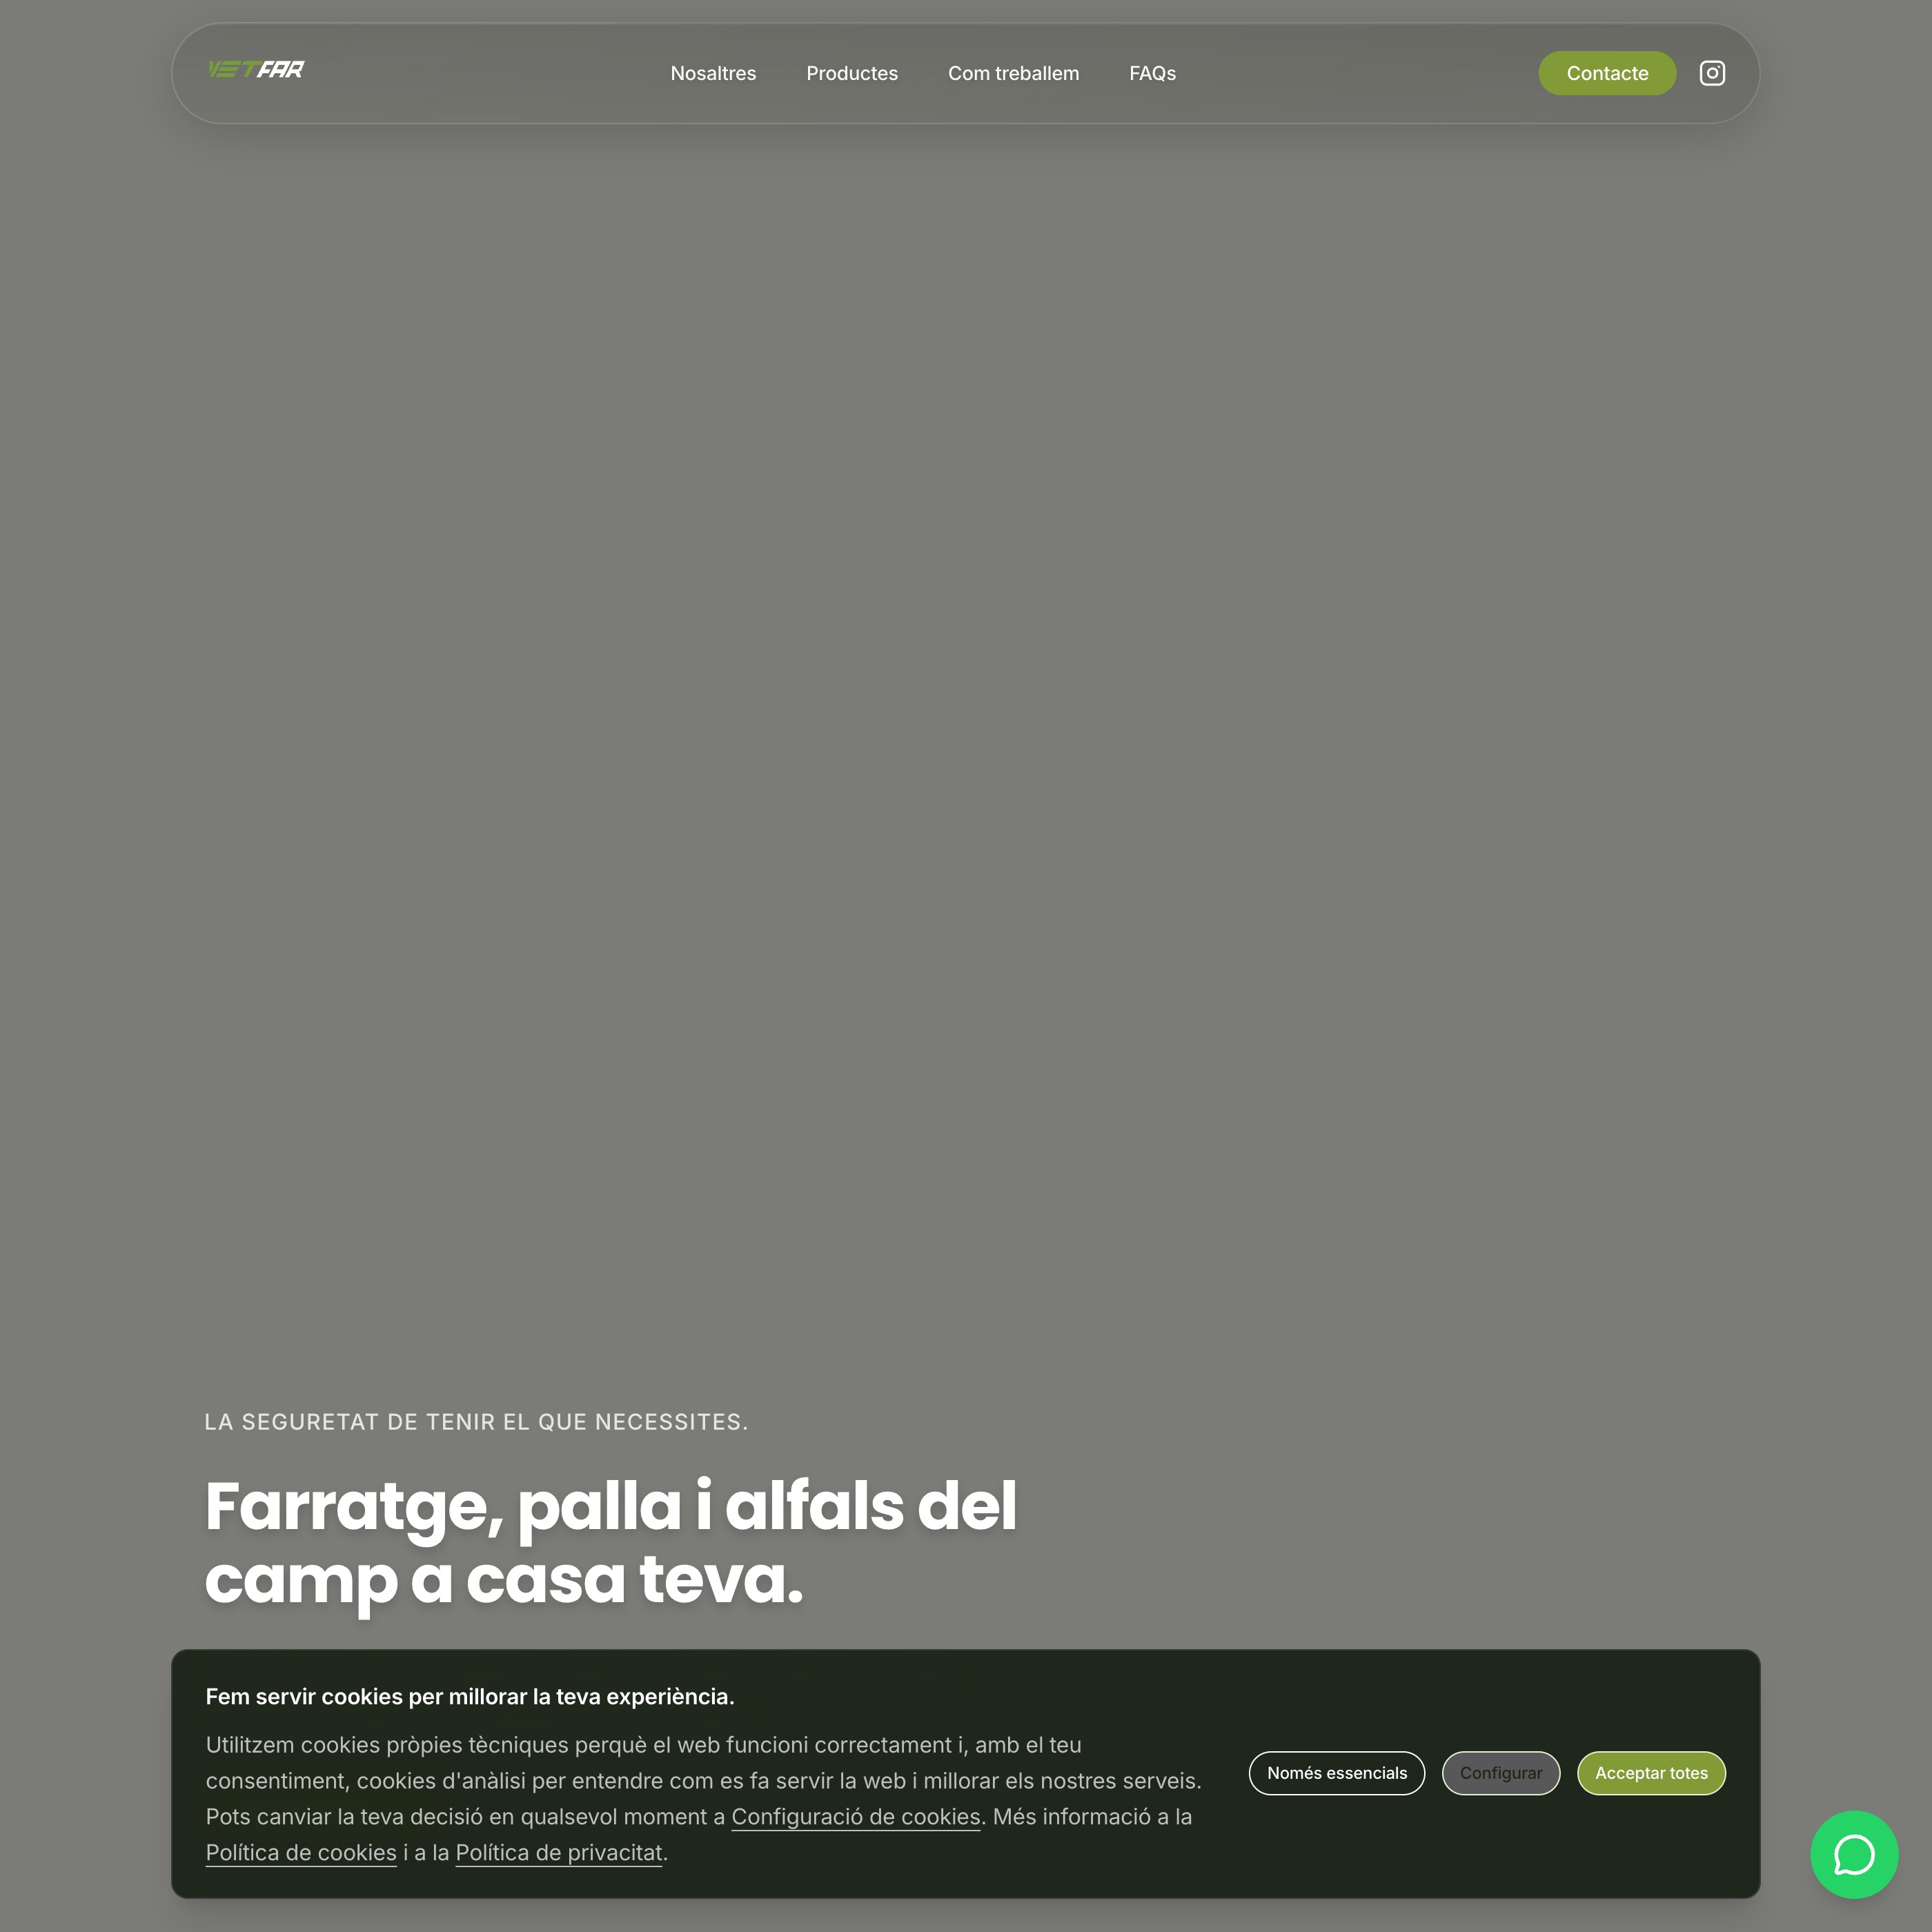 VETFAR
Nosaltres
Productes
Com treballem
FAQs
Contacte
LA SEGURETAT DE TENIR EL QUE NECESSITES.
Farratge, palla i alfals del
camp a casa teva.
Fem servir cookies per millorar la teva experiència.
Utilitzem cookies pròpies tècniques perquè el web funcioni correctament i, amb el teu
consentiment, cookies d'anàlisi per entendre com es fa servir la web i millorar els nostres serveis.
Pots canviar la teva decisió en qualsevol moment a Configuració de cookies. Més informació a la
Política de cookies i a la Política de privacitat.
Només essencials
Configurar
Acceptar totes